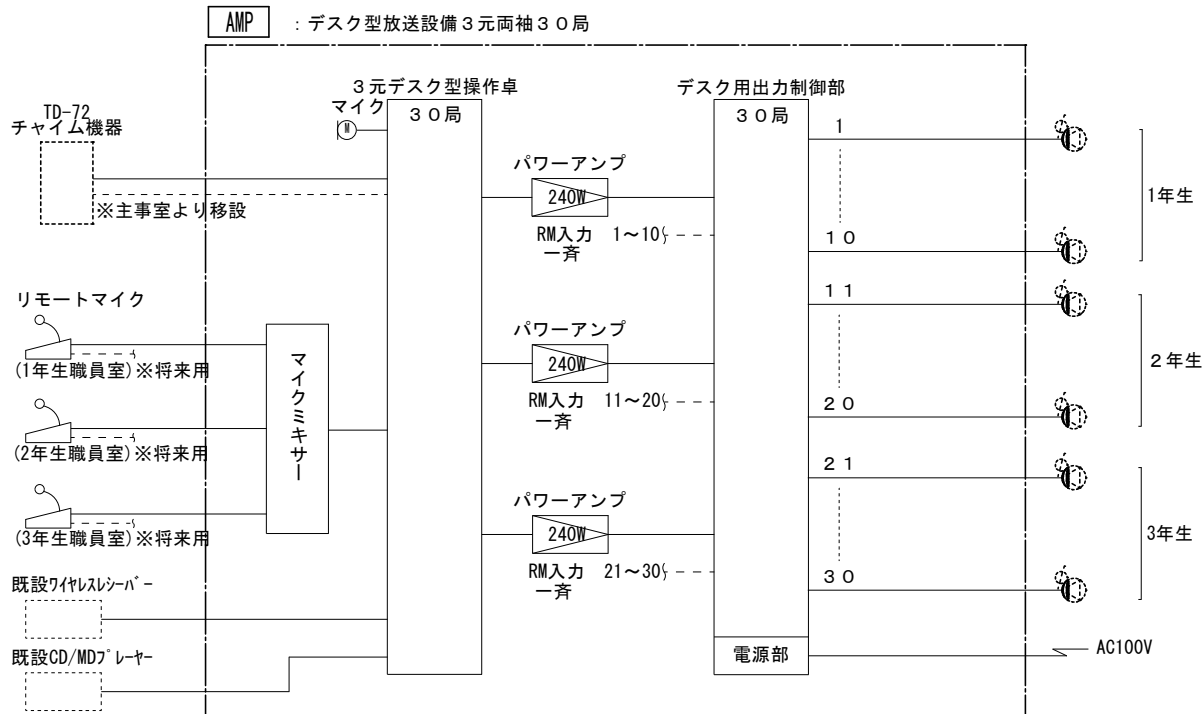 AMP ：デスク型放送設備３元両袖３０局
３元デスク型操作卓
３０局
マイク
M
デスク用出力制御部
３０局
TD-72
チャイム機器
※主事室より移設
リモートマイク
(1年生職員室)※将来用
(2年生職員室)※将来用
(3年生職員室)※将来用
マイクミキサー
既設ﾜｲﾔﾚｽﾚｼｰﾊﾞｰ
既設CD/MDﾌﾟﾚｰﾔｰ
パワーアンプ
240W
RM入力 1～10
一斉
パワーアンプ
240W
RM入力 11～20
一斉
パワーアンプ
240W
RM入力 21～30
一斉
1
１０
１１
２０
２１
３０
電源部
1年生
２年生
3年生
AC100V